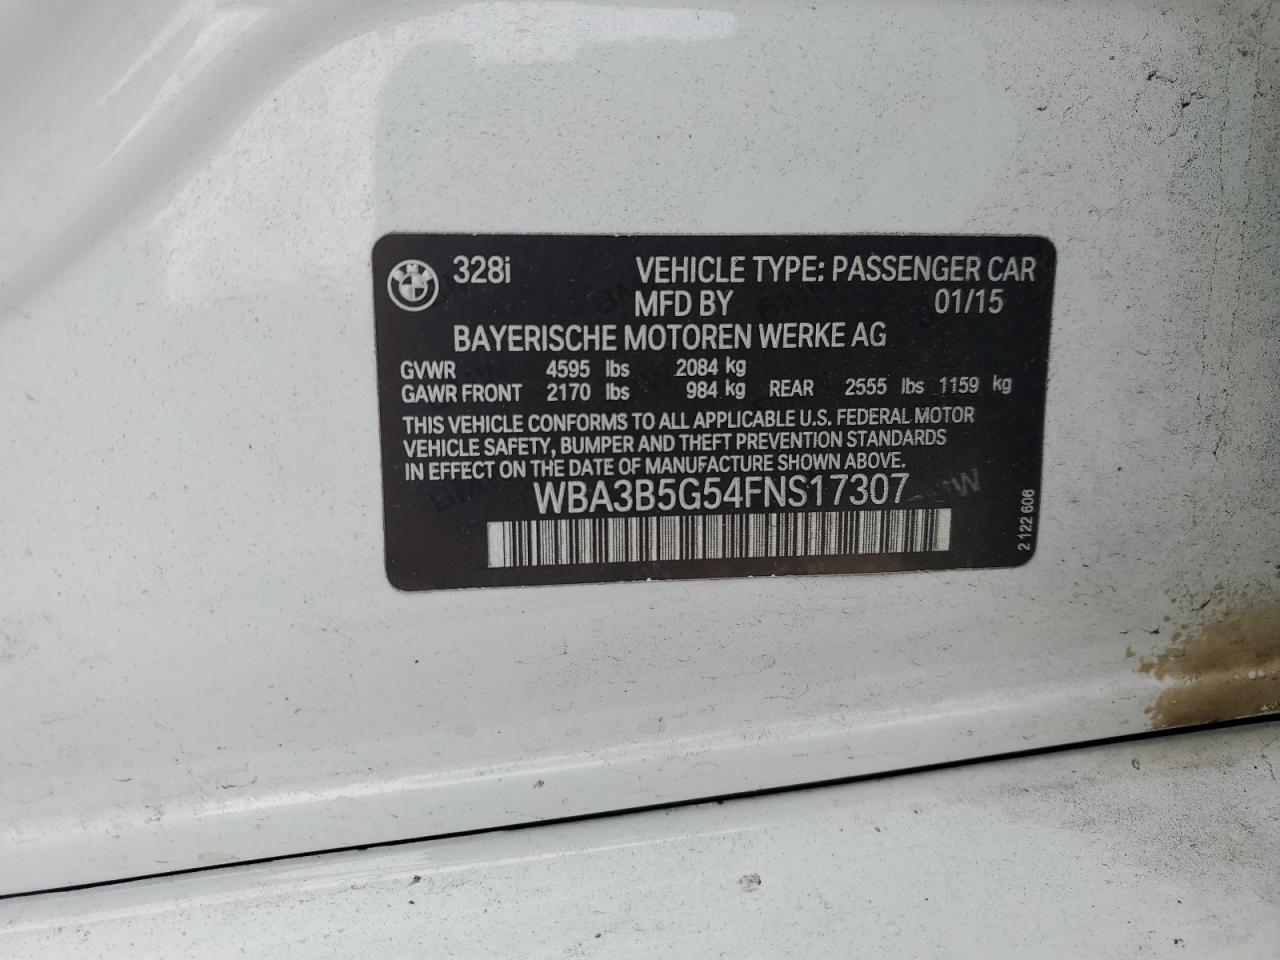 328i VEHICLE TYPE: PASSENGER CAR
MFD BY 01/15
BAYERISCHE MOTOREN WERKE AG
GVWR 4595 lbs 2084 kg
GAWR FRONT 2170 lbs 984 kg REAR 2555 lbs 1159 kg
THIS VEHICLE CONFORMS TO ALL APPLICABLE U.S. FEDERAL MOTOR
VEHICLE SAFETY, BUMPER AND THEFT PREVENTION STANDARDS
IN EFFECT ON THE DATE OF MANUFACTURE SHOWN ABOVE.
WBA3B5G54FNS17307
2 122 606